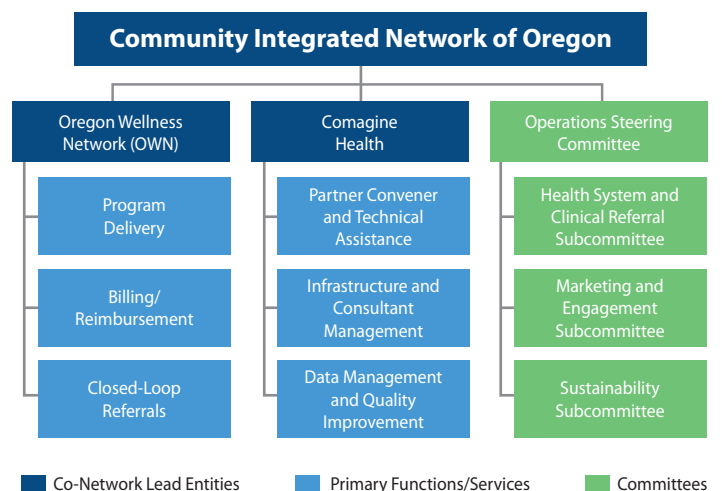 Community Integrated Network of Oregon
Oregon Wellness
Network (OWN)
Program
Delivery
Billing/
Reimbursement
Closed-Loop
Referrals
Comagine
Health
Partner Convener
and Technical
Assistance
Infrastructure and
Consultant
Management
Data Management
and Quality
Improvement
Operations Steering
Committee
Health System and
Clinical Referral
Subcommittee
Marketing and
Engagement
Subcommittee
Sustainability
Subcommittee
Co-Network Lead Entities
Primary Functions/Services
Committees